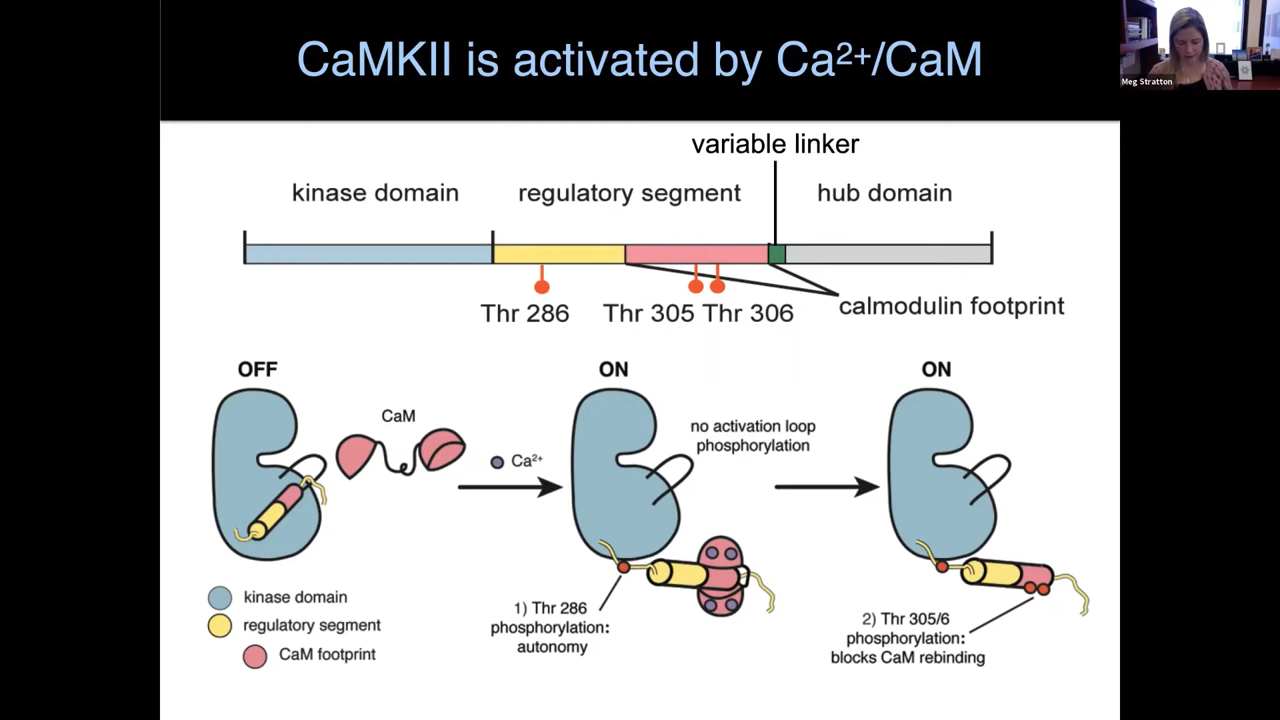 CaMKII is activated by Ca²⁺/CaM
Meg Stratton
variable linker
kinase domain
regulatory segment
hub domain
Thr 286
Thr 305
Thr 306
calmodulin footprint
OFF
CaM
Ca²⁺
ON
no activation loop
phosphorylation
ON
1) Thr 286
phosphorylation:
autonomy
2) Thr 305/6
phosphorylation:
blocks CaM rebinding
kinase domain
regulatory segment
CaM footprint